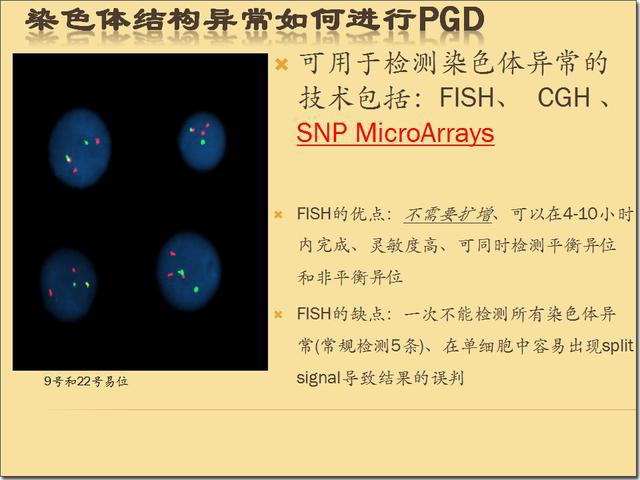 染色体结构异常如何进行PGD
可用于检测染色体异常的
技术包括：FISH、 CGH 、
SNP MicroArrays
FISH的优点：不需要扩增、可以在4-10小时
内完成、灵敏度高、可同时检测平衡异位
和非平衡异位
FISH的缺点：一次不能检测所有染色体异
常(常规检测5条)、在单细胞中容易出现split
signal导致结果的误判
9号和22号易位